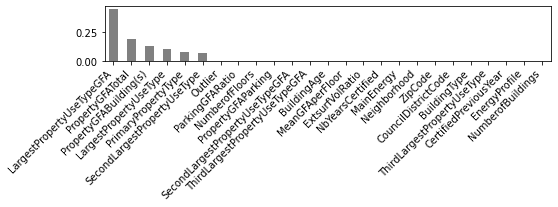 0.25
0.00
LargestPropertyUseTypeGFA
PropertyGFATotal
PropertyGFABuilding(s)
LargestPropertyUseType
PrimaryPropertyType
SecondLargestPropertyUseType
Outlier
ParkingGFARatio
NumberofFloors
PropertyGFAParking
SecondLargestPropertyUseTypeGFA
ThirdLargestPropertyUseTypeGFA
BuildingAge
MeanGFAperFloor
ExtsurfVolRatio
NbYearsCertified
MainEnergy
Neighborhood
ZipCode
CouncilDistrictCode
BuildingType
ThirdLargestPropertyUseType
CertifiedPreviousYear
EnergyProfile
NumberofBuildings